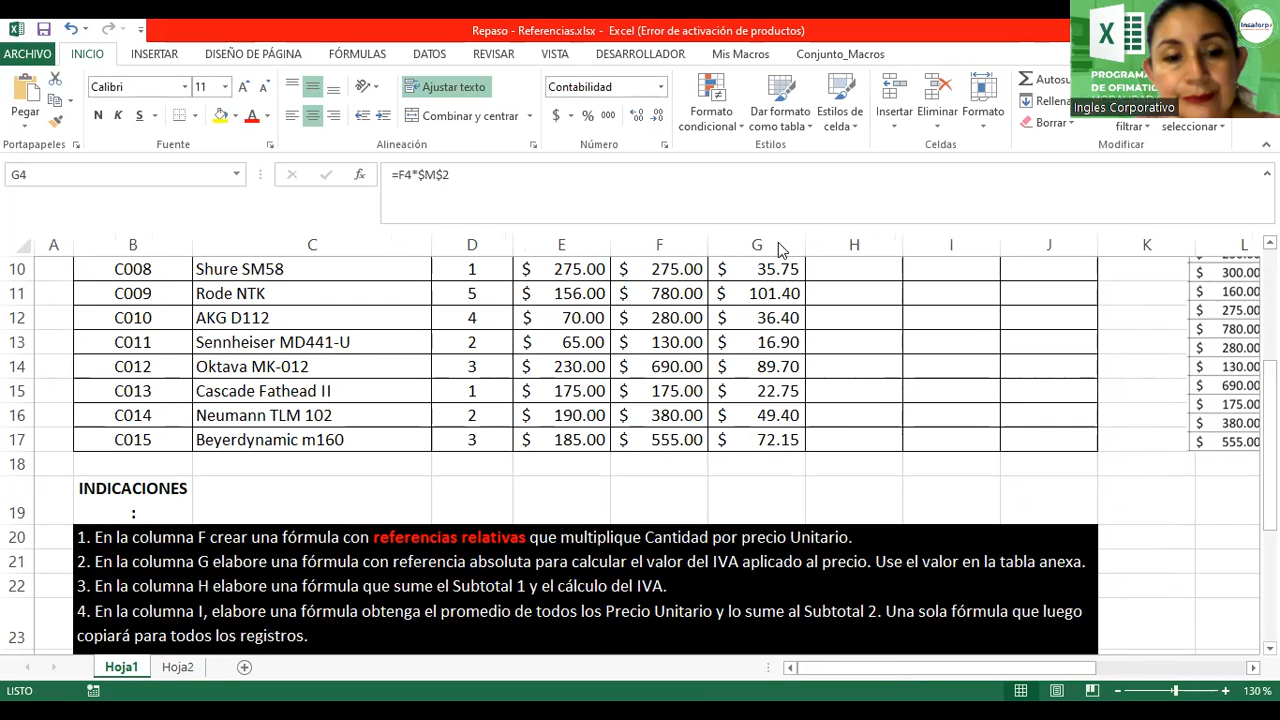 Repaso - Referencias.xlsx - Excel (Error de activación de productos)
ARCHIVO INICIO INSERTAR DISEÑO DE PÁGINA FÓRMULAS DATOS REVISAR VISTA DESARROLLADOR Mis Macros Conjunto_Macros
Insaforp
PROGRAMA
DE OFIMÁTIC
Ingles Corporativo
Pegar
Calibri 11
N K S
Ajustar texto
Combinar y centrar
Contabilidad
$ % 000
Formato condicional
Dar formato como tabla
Estilos de celda
Insertar Eliminar Formato
Autosu
Rellena
Borrar
filtrar seleccionar
Portapapeles Fuente Alineación Número Estilos Celdas Modificar
G4 fx =F4*$M$2
A B C D E F G H I J K L
10 C008 Shure SM58 1 $ 275.00 $ 275.00 $ 35.75 $ 300.00
11 C009 Rode NTK 5 $ 156.00 $ 780.00 $ 101.40 $ 160.00
12 C010 AKG D112 4 $ 70.00 $ 280.00 $ 36.40 $ 275.00
$ 780.00
13 C011 Sennheiser MD441-U 2 $ 65.00 $ 130.00 $ 16.90 $ 280.00
14 C012 Oktava MK-012 3 $ 230.00 $ 690.00 $ 89.70 $ 130.00
15 C013 Cascade Fathead II 1 $ 175.00 $ 175.00 $ 22.75 $ 690.00
$ 175.00
16 C014 Neumann TLM 102 2 $ 190.00 $ 380.00 $ 49.40 $ 380.00
17 C015 Beyerdynamic m160 3 $ 185.00 $ 555.00 $ 72.15 $ 555.00
18
19 INDICACIONES
:
20 1. En la columna F crear una fórmula con referencias relativas que multiplique Cantidad por precio Unitario.
21 2. En la columna G elabore una fórmula con referencia absoluta para calcular el valor del IVA aplicado al precio. Use el valor en la tabla anexa.
22 3. En la columna H elabore una fórmula que sume el Subtotal 1 y el cálculo del IVA.
4. En la columna I, elabore una fórmula obtenga el promedio de todos los Precio Unitario y lo sume al Subtotal 2. Una sola fórmula que luego
23 copiará para todos los registros.
Hoja1 Hoja2
LISTO 130 %